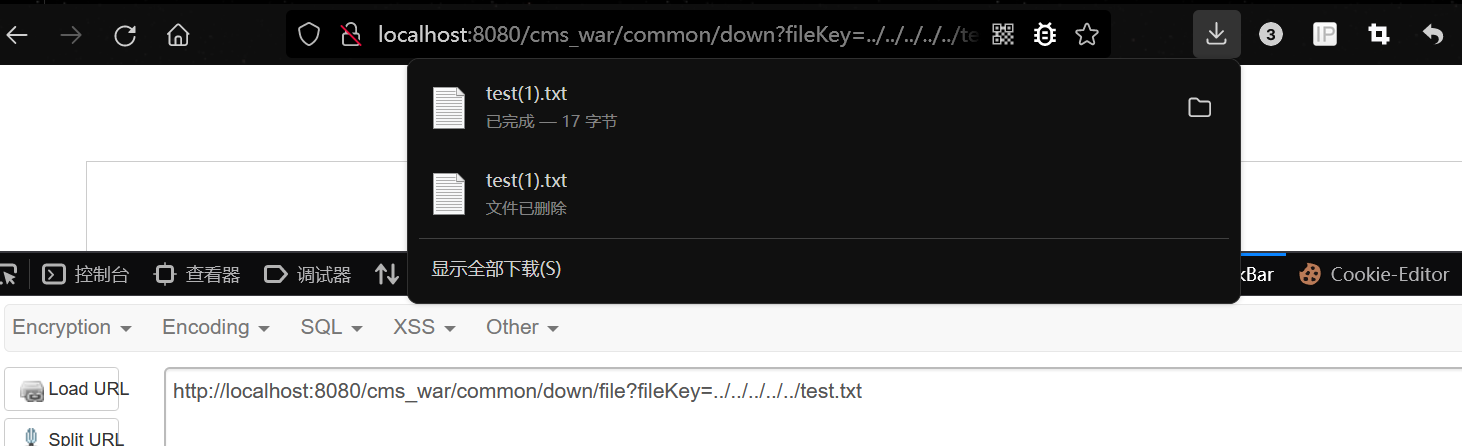 localhost:8080/cms_war/common/down?fileKey=../../../../../te
3
IP
test(1).txt
已完成 — 17 字节
test(1).txt
文件已删除
显示全部下载(S)
控制台
查看器
调试器
kBar
Cookie-Editor
Encryption
Encoding
SQL
XSS
Other
Load URL
http://localhost:8080/cms_war/common/down/file?fileKey=../../../../../test.txt
Split URL